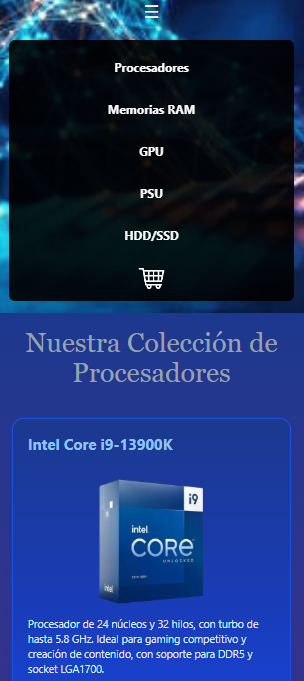 Procesadores
Memorias RAM
GPU
PSU
HDD/SSD
Nuestra Colección de
Procesadores
Intel Core i9-13900K
i9
intel
CORE
UNLOCKED
Procesador de 24 núcleos y 32 hilos, con turbo de
hasta 5.8 GHz. Ideal para gaming competitivo y
creación de contenido, con soporte para DDR5 y
socket LGA1700.